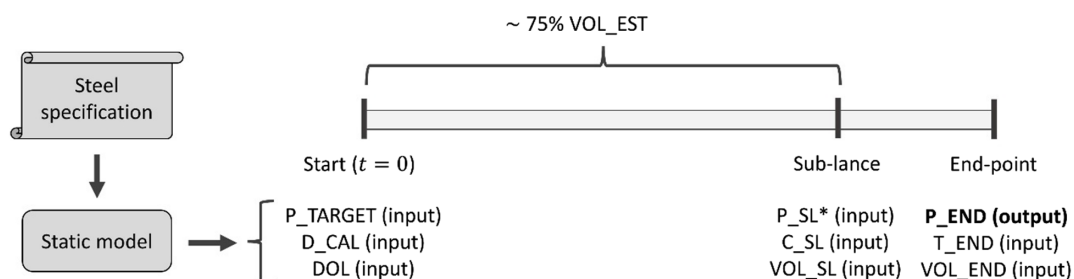 ~ 75% VOL_EST
Steel
specification
Start (t = 0)
Sub-lance
End-point
Static model
P_TARGET (input)
D_CAL (input)
DOL (input)
P_SL* (input)
C_SL (input)
VOL_SL (input)
P_END (output)
T_END (input)
VOL_END (input)